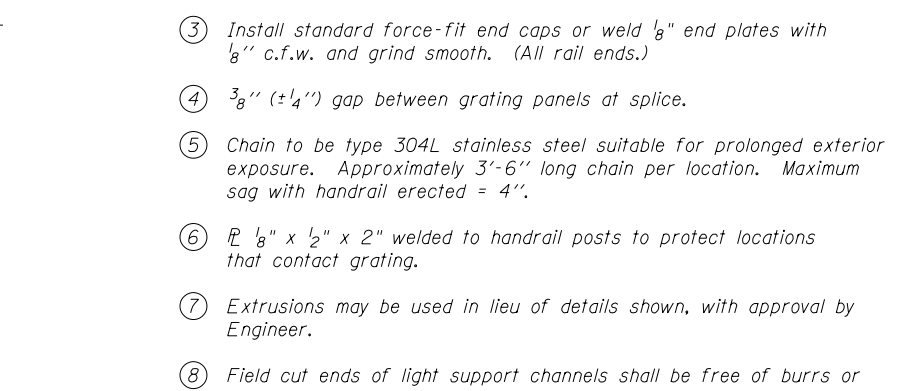 ③ Install standard force-fit end caps or weld 1/8" end plates with
1/8'' c.f.w. and grind smooth. (All rail ends.)
④ 3/8'' (±1/4'') gap between grating panels at splice.
⑤ Chain to be type 304L stainless steel suitable for prolonged exterior
exposure. Approximately 3'-6'' long chain per location. Maximum
sag with handrail erected = 4''.
⑥ ℄ 1/8" x 1/2" x 2" welded to handrail posts to protect locations
that contact grating.
⑦ Extrusions may be used in lieu of details shown, with approval by
Engineer.
⑧ Field cut ends of light support channels shall be free of burrs or